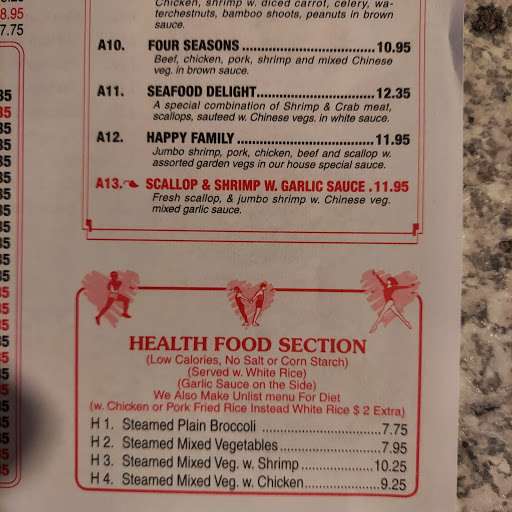 8.95
7.75
Chicken, shrimp w. diced carrot, celery, wa-
terchestnuts, bamboo shoots, peanuts in brown
sauce.
A10. FOUR SEASONS 10.95
Beef, chicken, pork, shrimp and mixed Chinese
veg. in brown sauce.
A11. SEAFOOD DELIGHT 12.35
A special combination of Shrimp & Crab meat,
scallops, sauteed w. Chinese vegs. in white sauce.
A12. HAPPY FAMILY 11.95
Jumbo shrimp, pork, chicken, beef and scallop w.
assorted garden vegs in our house special sauce.
A13. SCALLOP & SHRIMP W. GARLIC SAUCE .11.95
Fresh scallop, & jumbo shrimp w. Chinese veg.
mixed garlic sauce.
HEALTH FOOD SECTION
(Low Calories, No Salt or Corn Starch)
(Served w. White Rice)
(Garlic Sauce on the Side)
We Also Make Unlist menu For Diet
(w. Chicken or Pork Fried Rice Instead White Rice $ 2 Extra)
H 1. Steamed Plain Broccoli 7.75
H 2. Steamed Mixed Vegetables 7.95
H 3. Steamed Mixed Veg. w. Shrimp 10.25
H 4. Steamed Mixed Veg. w. Chicken 9.25